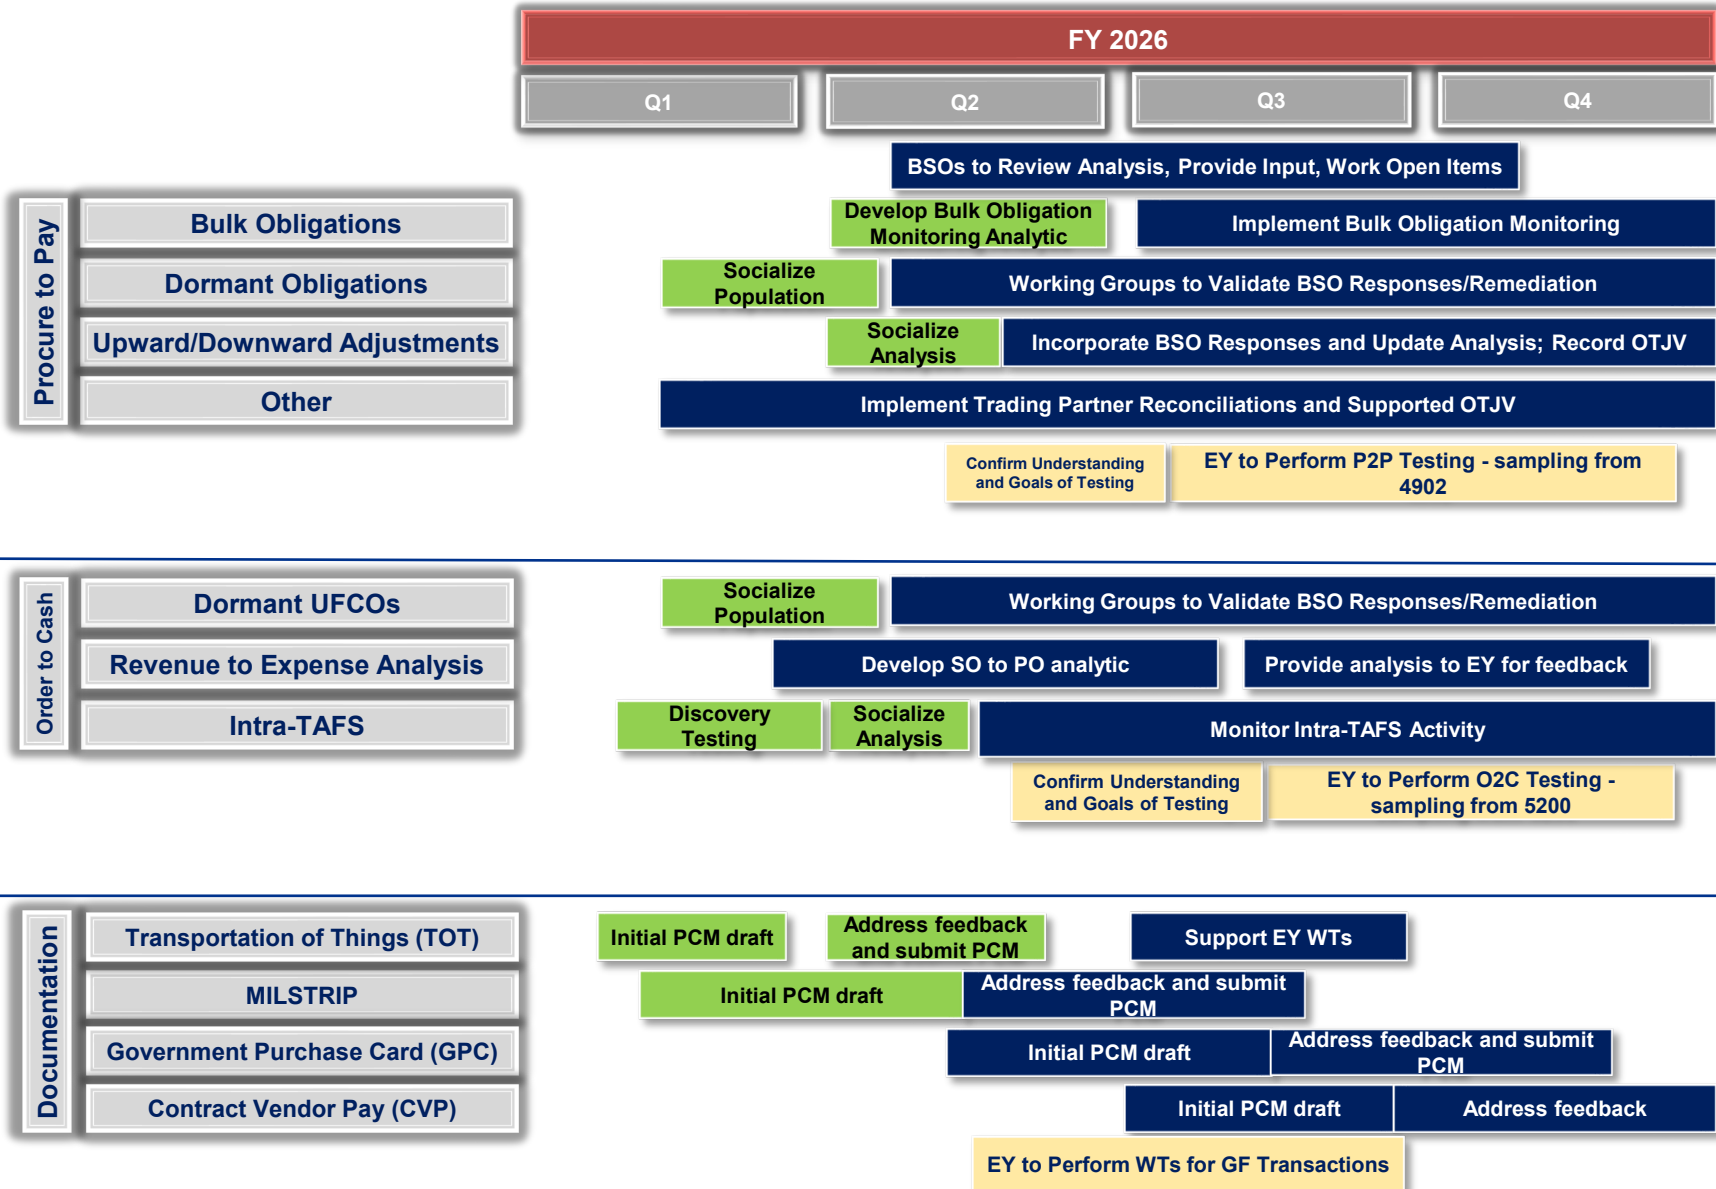 FY 2026
Q1
Q2
Q3
Q4
BSOs to Review Analysis, Provide Input, Work Open Items
Procure to Pay
Bulk Obligations
Develop Bulk Obligation
Monitoring Analytic
Implement Bulk Obligation Monitoring
Dormant Obligations
Socialize
Population
Working Groups to Validate BSO Responses/Remediation
Upward/Downward Adjustments
Socialize
Analysis
Incorporate BSO Responses and Update Analysis; Record OTJV
Other
Implement Trading Partner Reconciliations and Supported OTJV
Confirm Understanding
and Goals of Testing
EY to Perform P2P Testing - sampling from
4902
Order to Cash
Dormant UFCOs
Socialize
Population
Working Groups to Validate BSO Responses/Remediation
Revenue to Expense Analysis
Develop SO to PO analytic
Provide analysis to EY for feedback
Intra-TAFS
Discovery
Testing
Socialize
Analysis
Monitor Intra-TAFS Activity
Confirm Understanding
and Goals of Testing
EY to Perform O2C Testing -
sampling from 5200
Documentation
Transportation of Things (TOT)
Initial PCM draft
Address feedback
and submit PCM
Support EY WTs
MILSTRIP
Initial PCM draft
Address feedback and submit
PCM
Government Purchase Card (GPC)
Initial PCM draft
Address feedback and submit
PCM
Contract Vendor Pay (CVP)
Initial PCM draft
Address feedback
EY to Perform WTs for GF Transactions